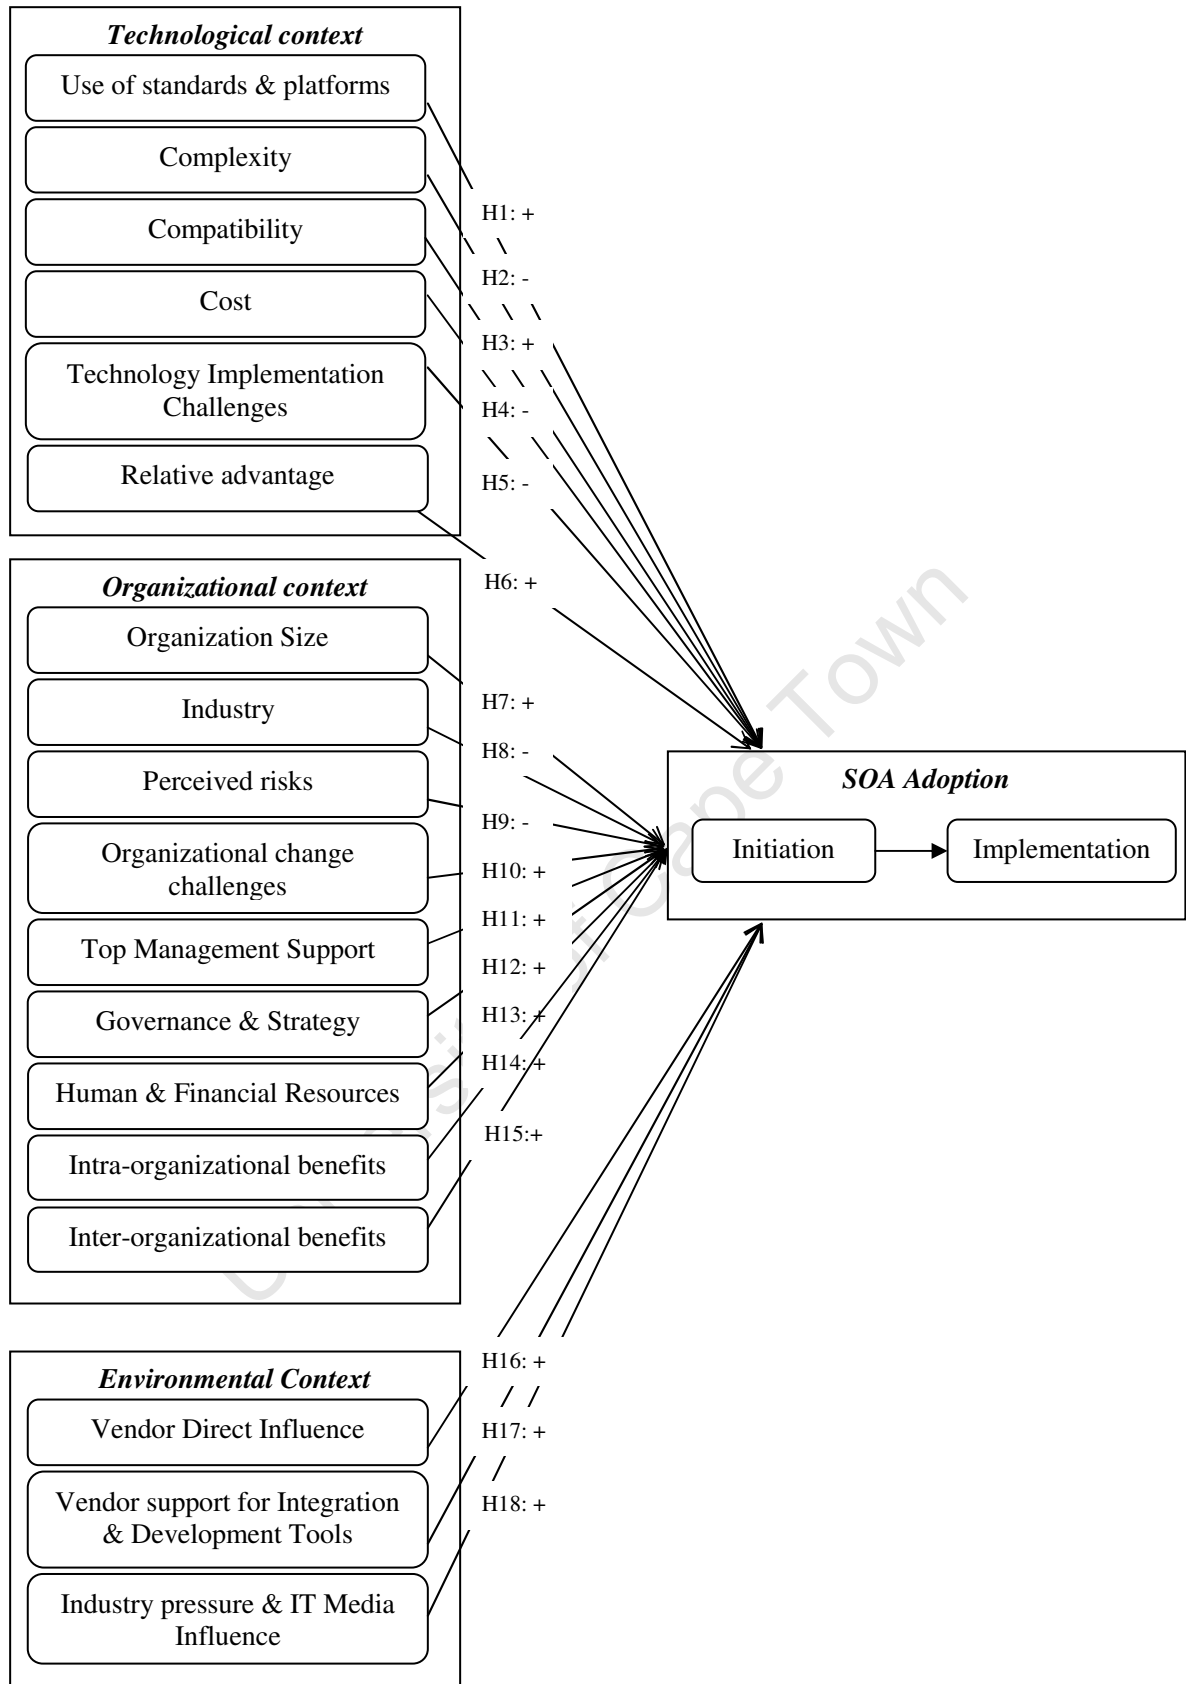 Technological context
Use of standards & platforms
Complexity
Compatibility
Cost
Technology Implementation
Challenges
Relative advantage
H1: +
H2: -
H3: +
H4: -
H5: -
H6: +
Organizational context
Organization Size
Industry
Perceived risks
Organizational change
challenges
Top Management Support
Governance & Strategy
Human & Financial Resources
Intra-organizational benefits
Inter-organizational benefits
H7: +
H8: -
H9: -
H10: +
H11: +
H12: +
H13: +
H14: +
H15:+
SOA Adoption
Initiation
Implementation
Environmental Context
Vendor Direct Influence
Vendor support for Integration
& Development Tools
Industry pressure & IT Media
Influence
H16: +
H17: +
H18: +
Cape Town